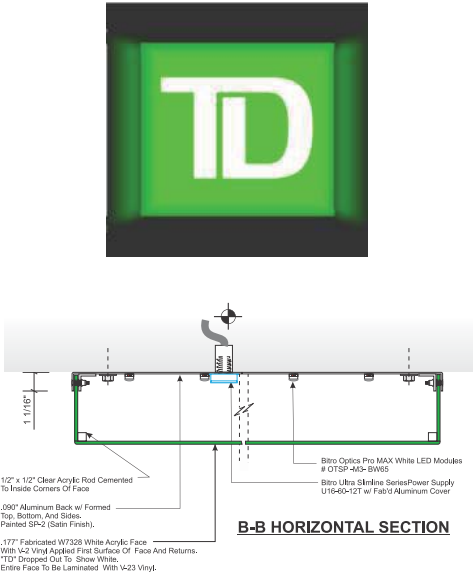 TD
1 1/16"
1/2" x 1/2" Clear Acrylic Rod Cemented
To Inside Corners Of Face
.090" Aluminum Back w/ Formed
Top, Bottom, And Sides.
Painted SP-2 (Satin Finish).
.177" Fabricated W7328 White Acrylic Face
With V-2 Vinyl Applied First Surface Of Face And Returns.
"TD" Dropped Out To Show White.
Entire Face To Be Laminated With V-23 Vinyl.
Bitro Optics Pro MAX White LED Modules
# OTSP -M3- BW65
Bitro Ultra Slimline SeriesPower Supply
U16-60-12T w/ Fab'd Aluminum Cover
B-B HORIZONTAL SECTION